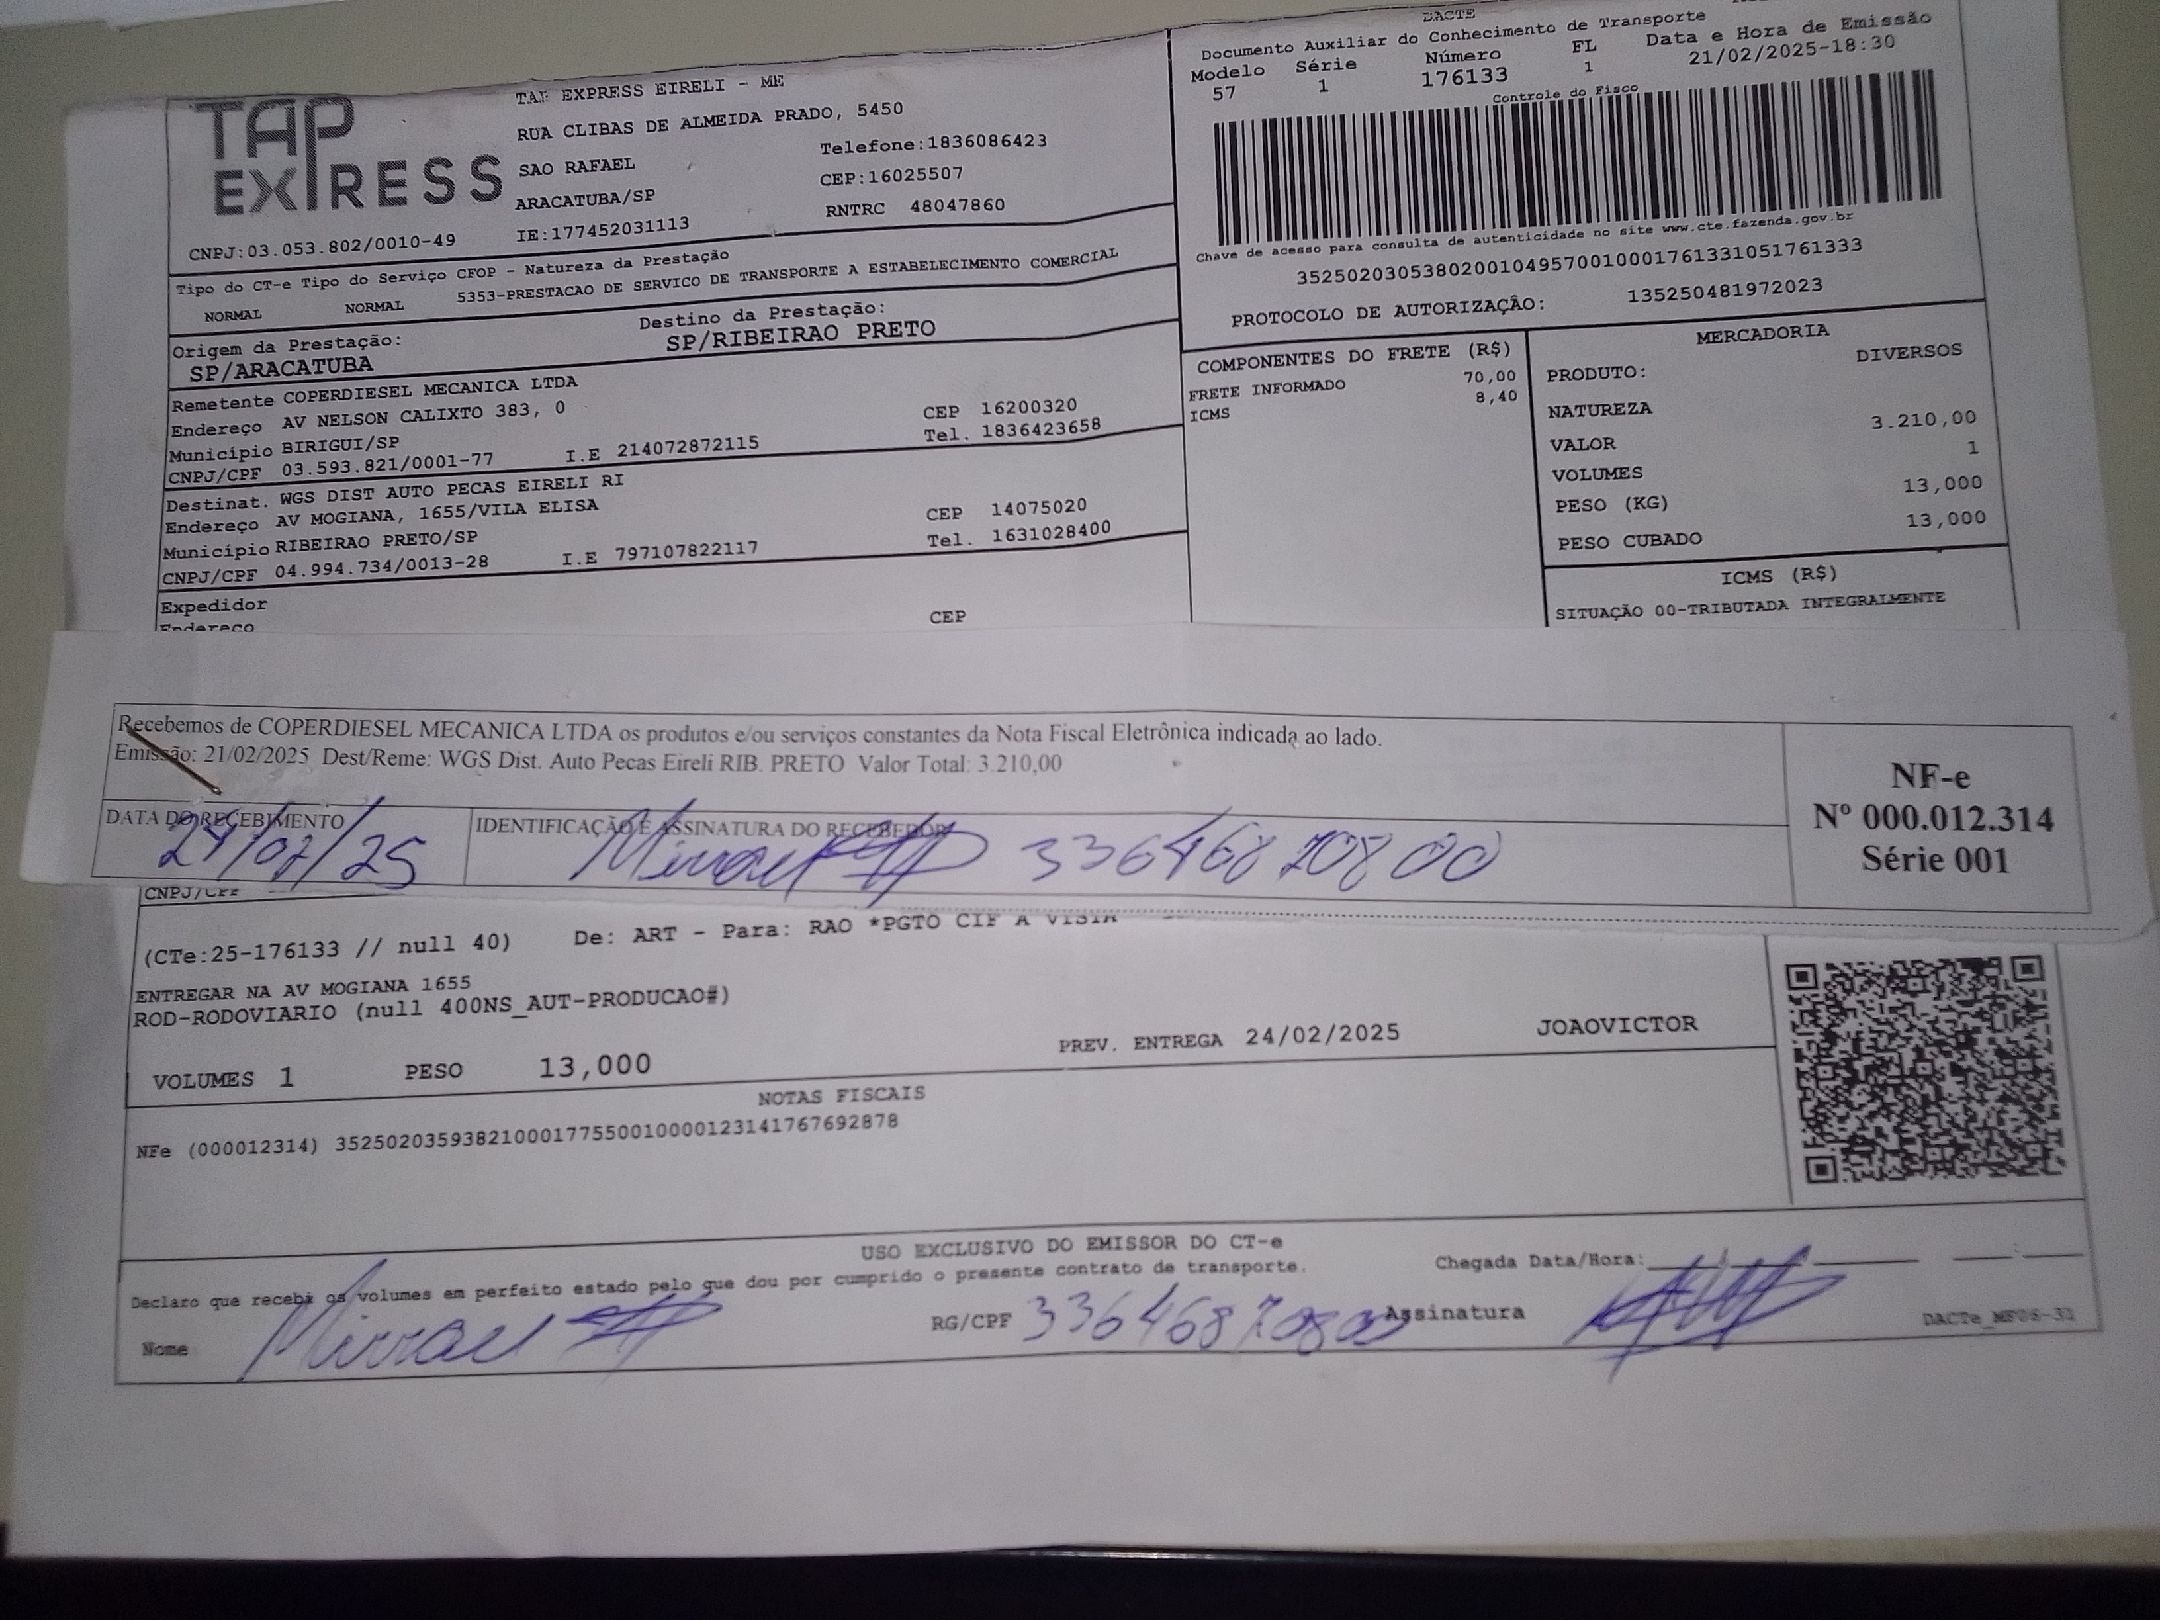 TAP EXPRESS
TAP EXPRESS EIRELI - ME
RUA CLIBAS DE ALMEIDA PRADO, 5450
SAO RAFAEL
Telefone:1836086423
ARACATUBA/SP
CEP:16025507
IE:177452031113
RNTRC 48047860
CNPJ:03.053.802/0010-49
DACTE
Documento Auxiliar do Conhecimento de Transporte
Modelo Série Número FL Data e Hora de Emissão
57 1 176133 1 21/02/2025-18:30
Controle do Fisco
Chave de acesso para consulta de autenticidade no site www.cte.fazenda.gov.br
35250203053802001049570010001761331051761333
PROTOCOLO DE AUTORIZAÇÃO: 135250481972023
Tipo do CT-e Tipo do Serviço CFOP - Natureza da Prestação
NORMAL NORMAL 5353-PRESTACAO DE SERVICO DE TRANSPORTE A ESTABELECIMENTO COMERCIAL
Origem da Prestação: Destino da Prestação:
SP/ARACATUBA SP/RIBEIRAO PRETO
Remetente COPERDIESEL MECANICA LTDA
Endereço AV NELSON CALIXTO 383, 0 CEP 16200320
Município BIRIGUI/SP Tel. 1836423658
CNPJ/CPF 03.593.821/0001-77 I.E 214072872115
Destinat. WGS DIST AUTO PECAS EIRELI RI
Endereço AV MOGIANA, 1655/VILA ELISA CEP 14075020
Município RIBEIRAO PRETO/SP Tel. 1631028400
CNPJ/CPF 04.994.734/0013-28 I.E 797107822117
Expedidor
Endereço CEP
COMPONENTES DO FRETE (R$)
FRETE INFORMADO 70,00
ICMS 8,40
MERCADORIA
PRODUTO: DIVERSOS
NATUREZA
VALOR 3.210,00
VOLUMES 1
PESO (KG) 13,000
PESO CUBADO 13,000
ICMS (R$)
SITUAÇÃO 00-TRIBUTADA INTEGRALMENTE
Recebemos de COPERDIESEL MECANICA LTDA os produtos e/ou serviços constantes da Nota Fiscal Eletrônica indicada ao lado.
Emissão: 21/02/2025 Dest/Reme: WGS Dist. Auto Pecas Eireli RIB. PRETO Valor Total: 3.210,00
DATA DO RECEBIMENTO
24/02/25
IDENTIFICAÇÃO E ASSINATURA DO RECEBEDOR
33646870800
NF-e
Nº 000.012.314
Série 001
CNPJ/CPF
(CTe:25-176133 // null 40) De: ART - Para: RAO *PGTO CIF A VISTA
ENTREGAR NA AV MOGIANA 1655
ROD-RODOVIARIO (null 400NS_AUT-PRODUCAO#)
VOLUMES 1 PESO 13,000 PREV. ENTREGA 24/02/2025 JOAOVICTOR
NOTAS FISCAIS
NFe (000012314) 35250203593821000177550010000123141767692878
USO EXCLUSIVO DO EMISSOR DO CT-e
Declaro que recebi os volumes em perfeito estado pelo que dou por cumprido o presente contrato de transporte.
Chegada Data/Hora:
Nome
RG/CPF 33646870800
Assinatura
DACTe_MF06-32